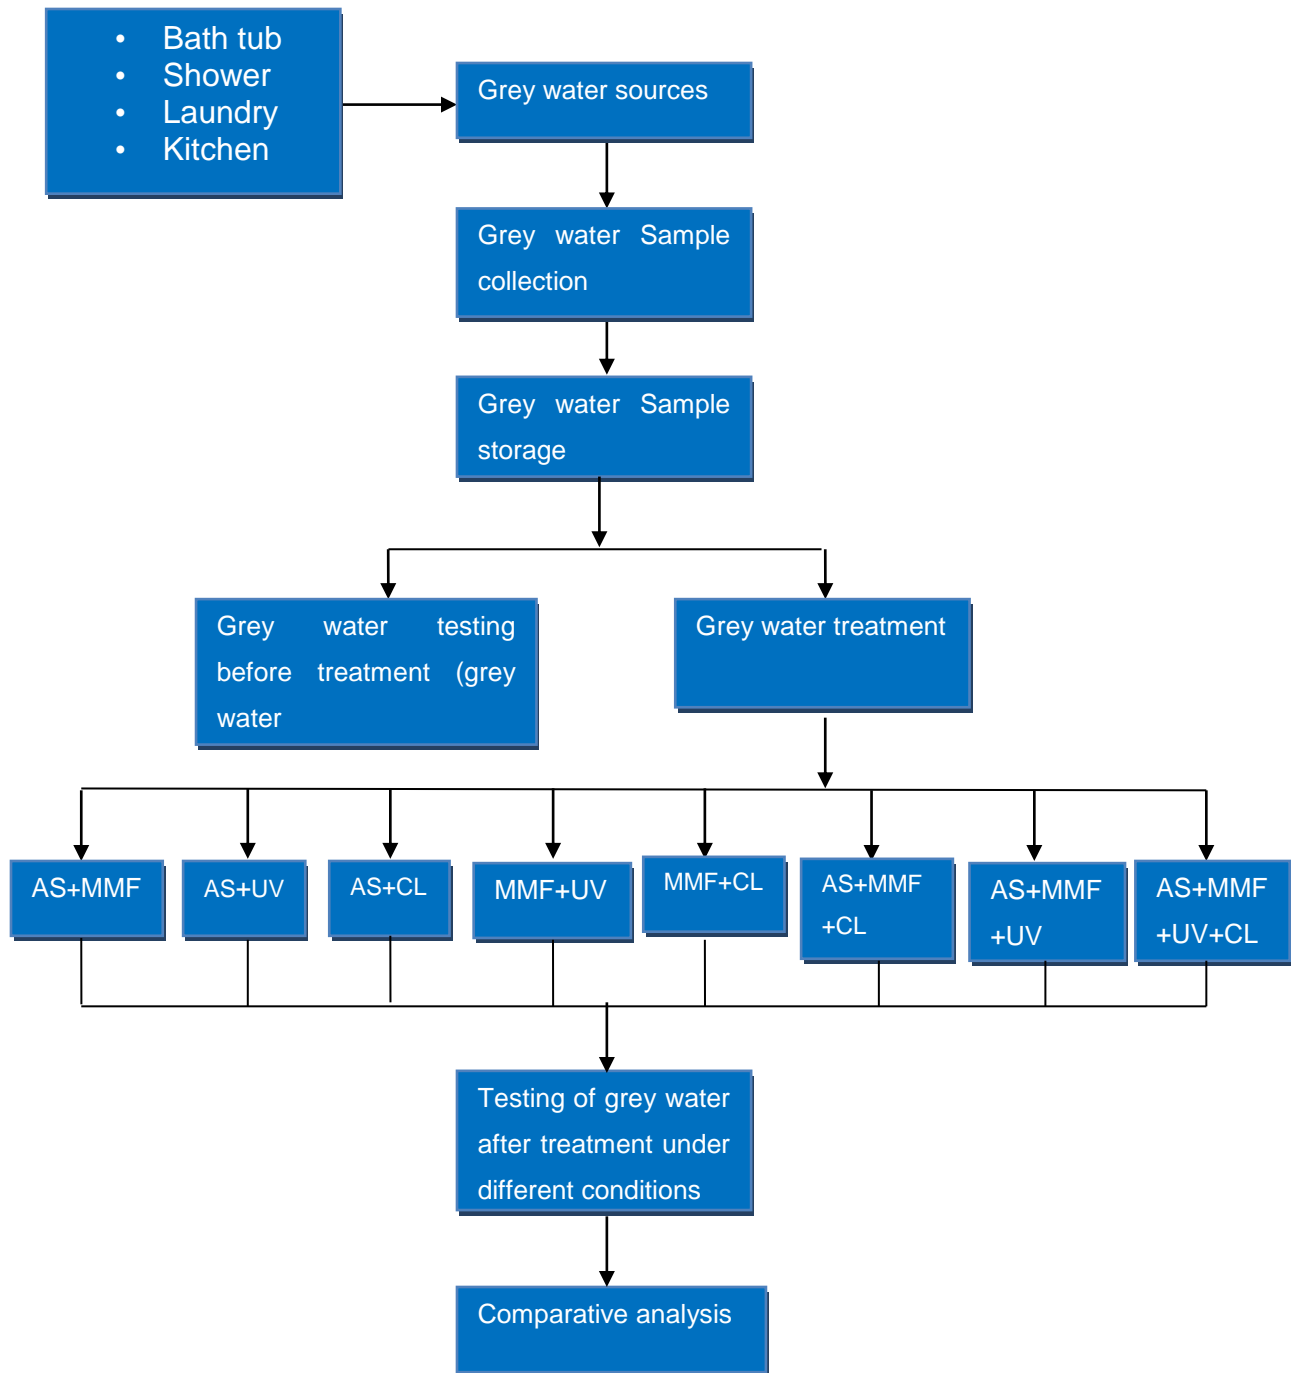 • Bath tub
• Shower
• Laundry
• Kitchen
Grey water sources
Grey water Sample
collection
Grey water Sample
storage
Grey water testing
before treatment (grey
water
Grey water treatment
AS+MMF
AS+UV
AS+CL
MMF+UV
MMF+CL
AS+MMF
+CL
AS+MMF
+UV
AS+MMF
+UV+CL
Testing of grey water
after treatment under
different conditions
Comparative analysis